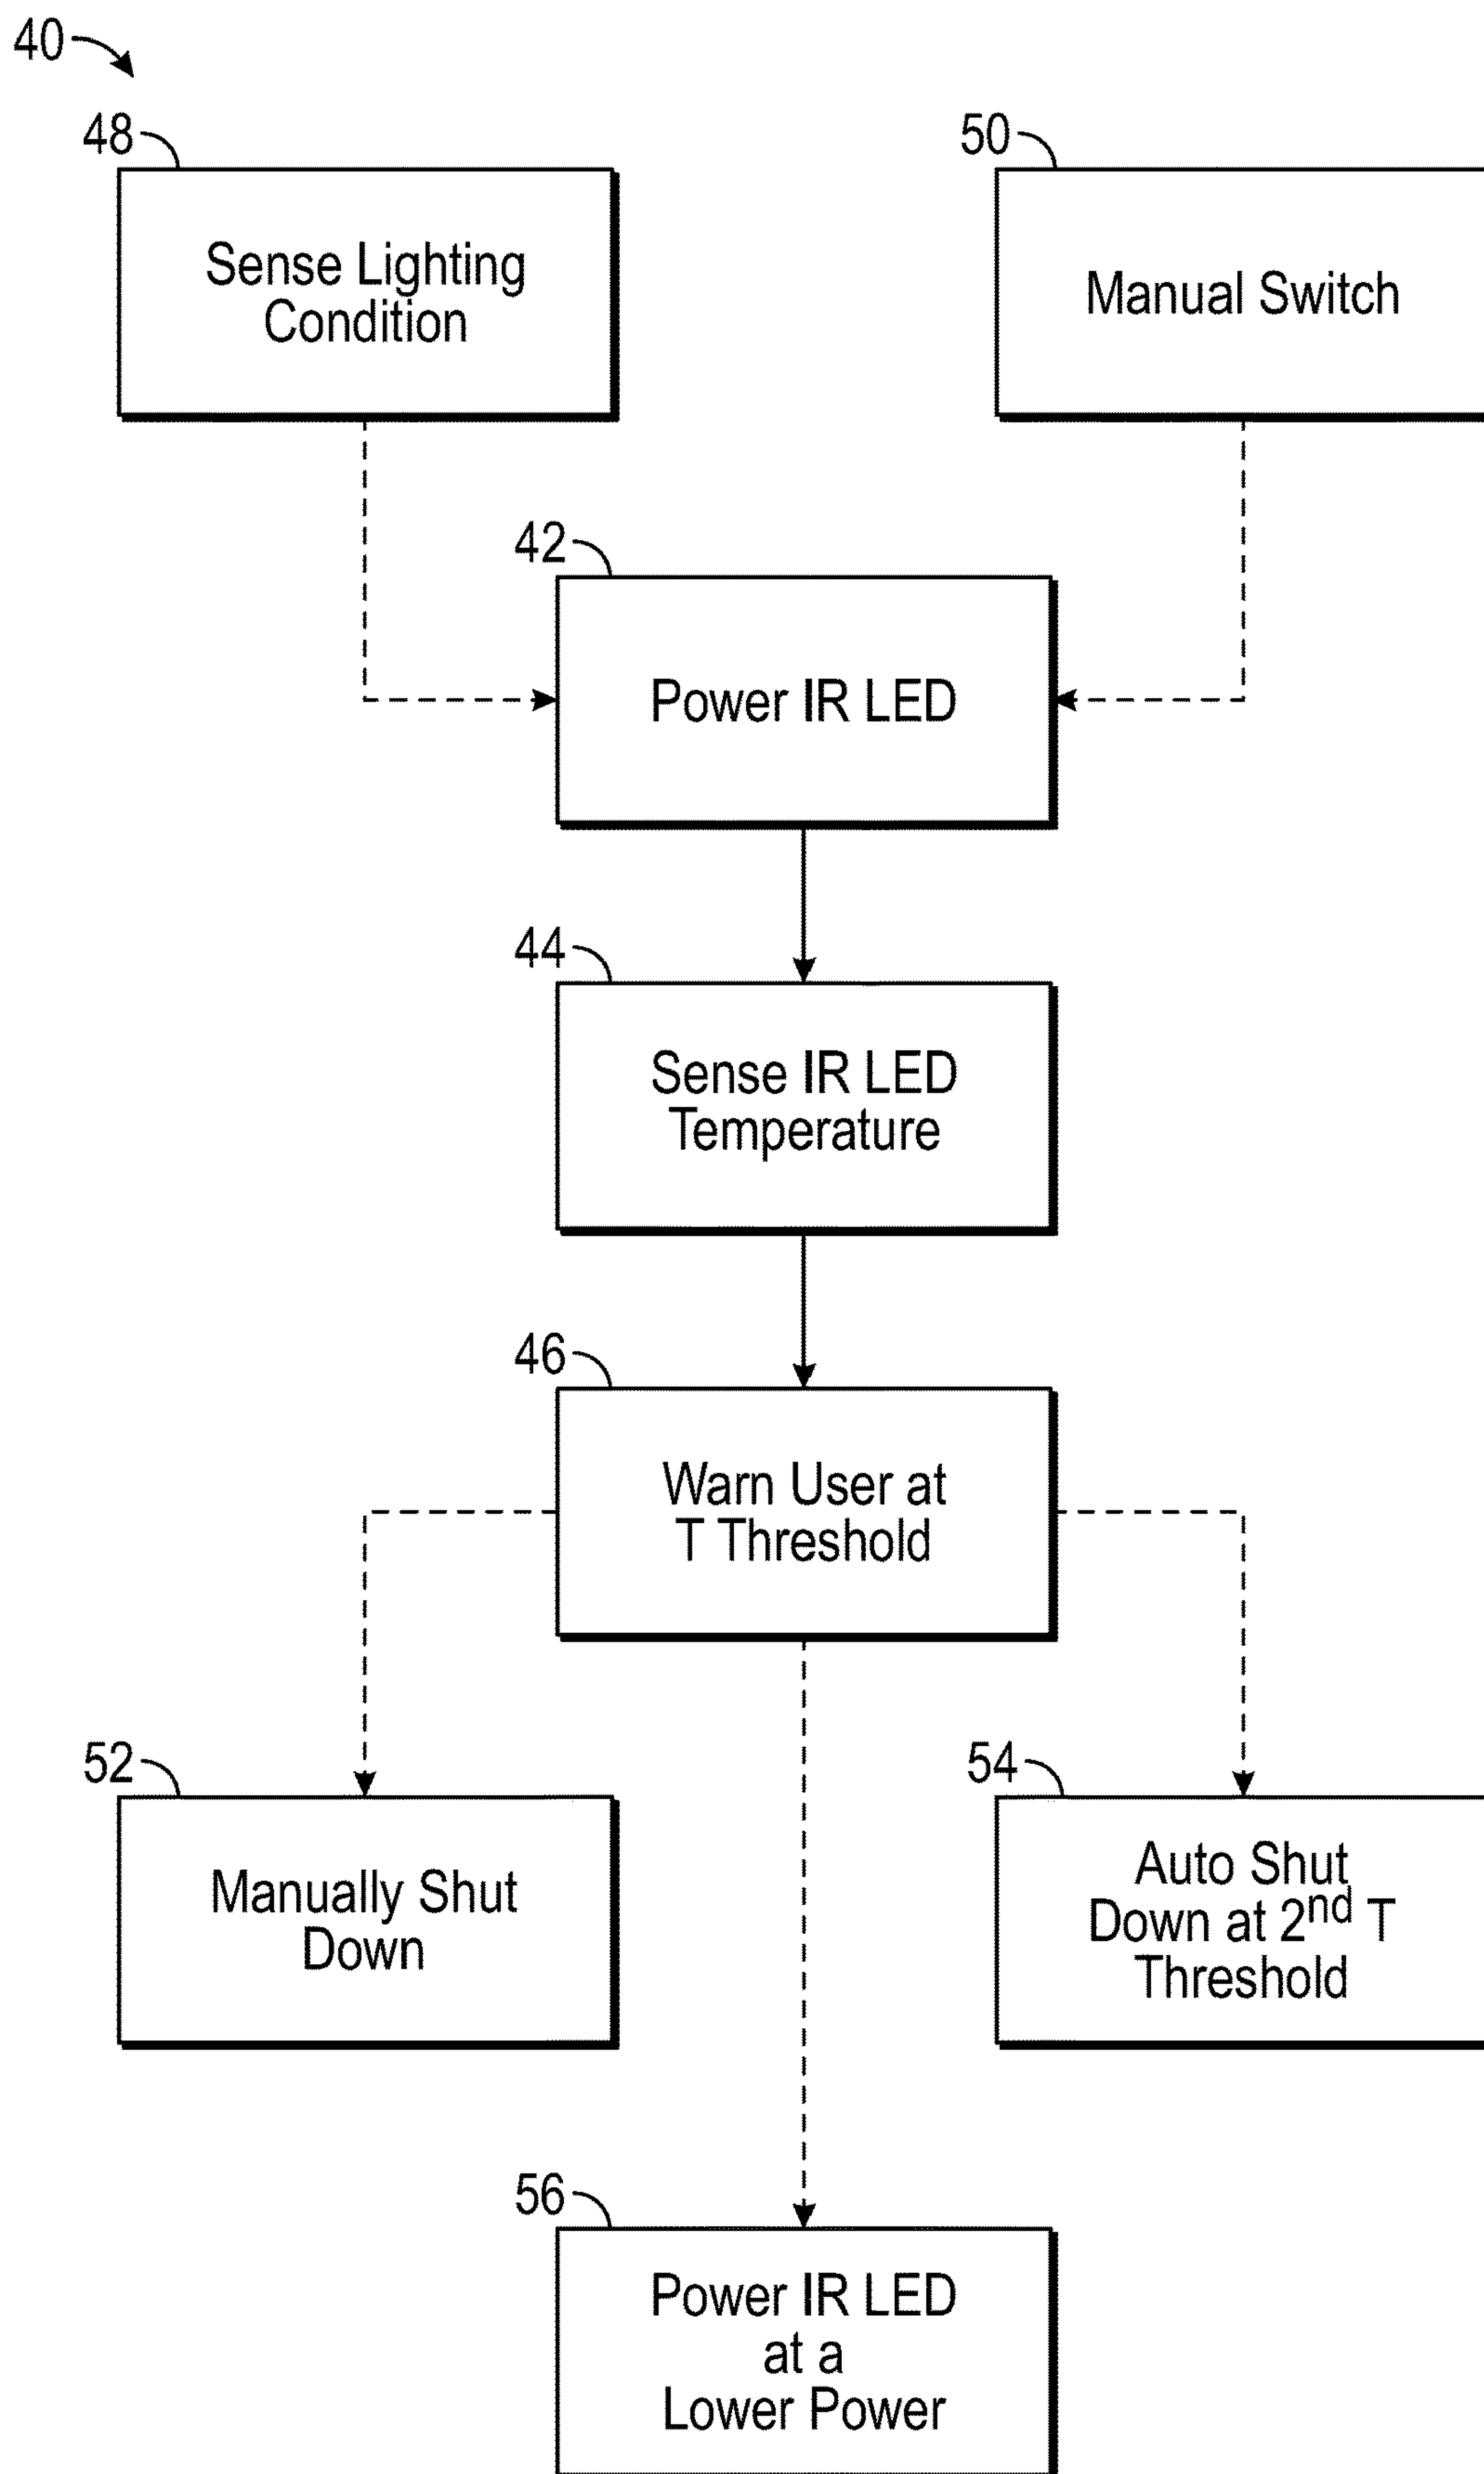 40
48
50
Sense Lighting
Condition
Manual Switch
42
Power IR LED
44
Sense IR LED
Temperature
46
Warn User at
T Threshold
52
54
Manually Shut
Down
Auto Shut
Down at 2nd T
Threshold
56
Power IR LED
at a
Lower Power